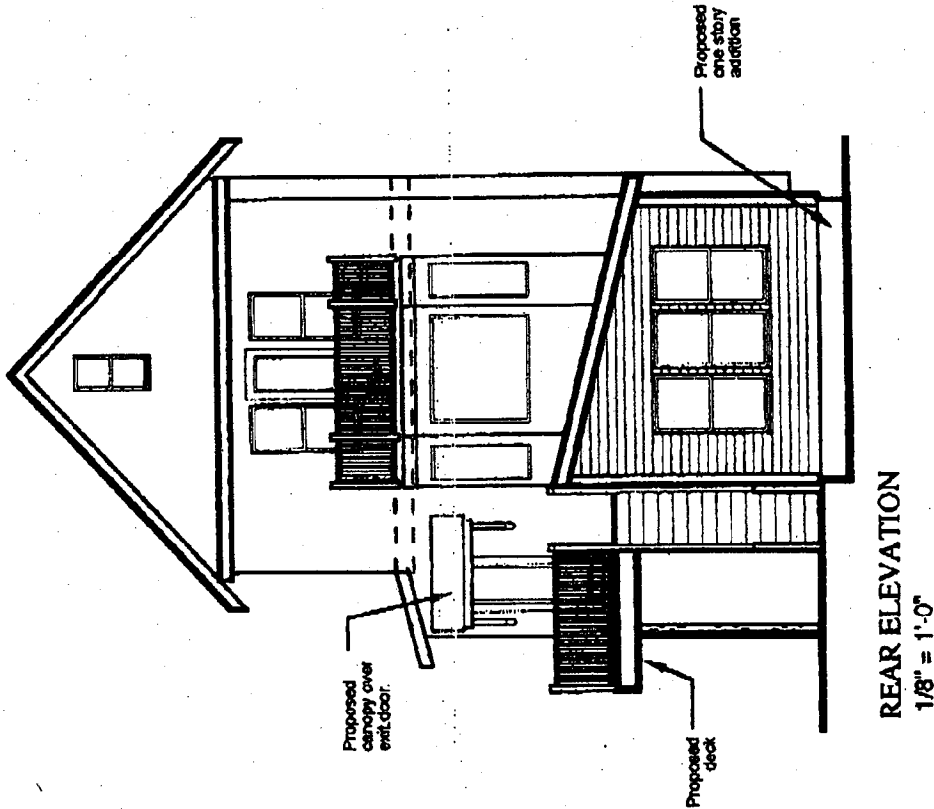 Proposed
canopy over
exit door.
Proposed
deck
Proposed
one story
addition
REAR ELEVATION
1/8" = 1'-0"